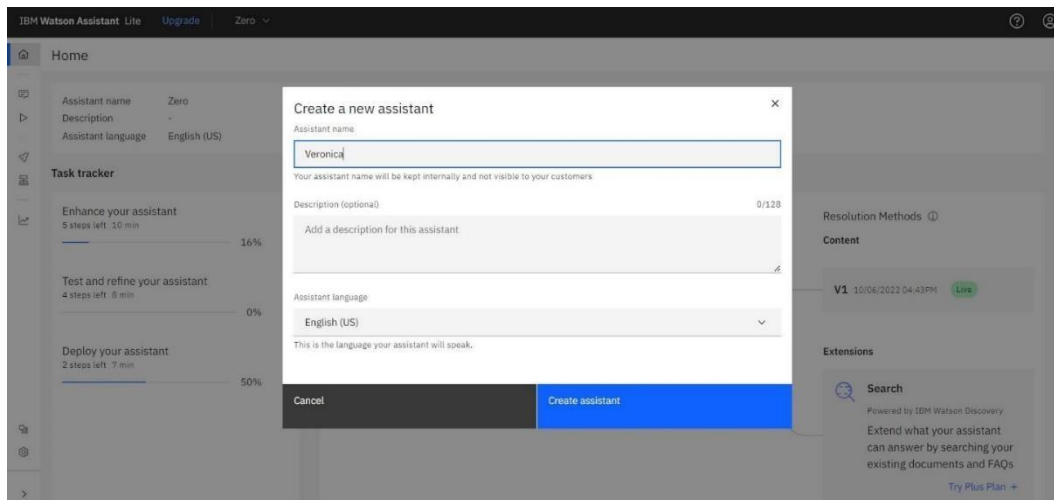 IBM Watson Assistant Lite Upgrade Zero
Home
Assistant name Zero
Description -
Assistant language English (US)
Task tracker
Enhance your assistant
5 steps left 10 min
16%
Test and refine your assistant
4 steps left 8 min
0%
Deploy your assistant
2 steps left 7 min
50%
Create a new assistant
Assistant name
Veronica
Your assistant name will be kept internally and not visible to your customers
Description (optional) 0/128
Add a description for this assistant
Assistant language
English (US)
This is the language your assistant will speak.
Cancel Create assistant
Resolution Methods
Content
V1 10/06/2022 04:43PM Live
Extensions
Search
Powered by IBM Watson Discovery
Extend what your assistant
can answer by searching your
existing documents and FAQs
Try Plus Plan +